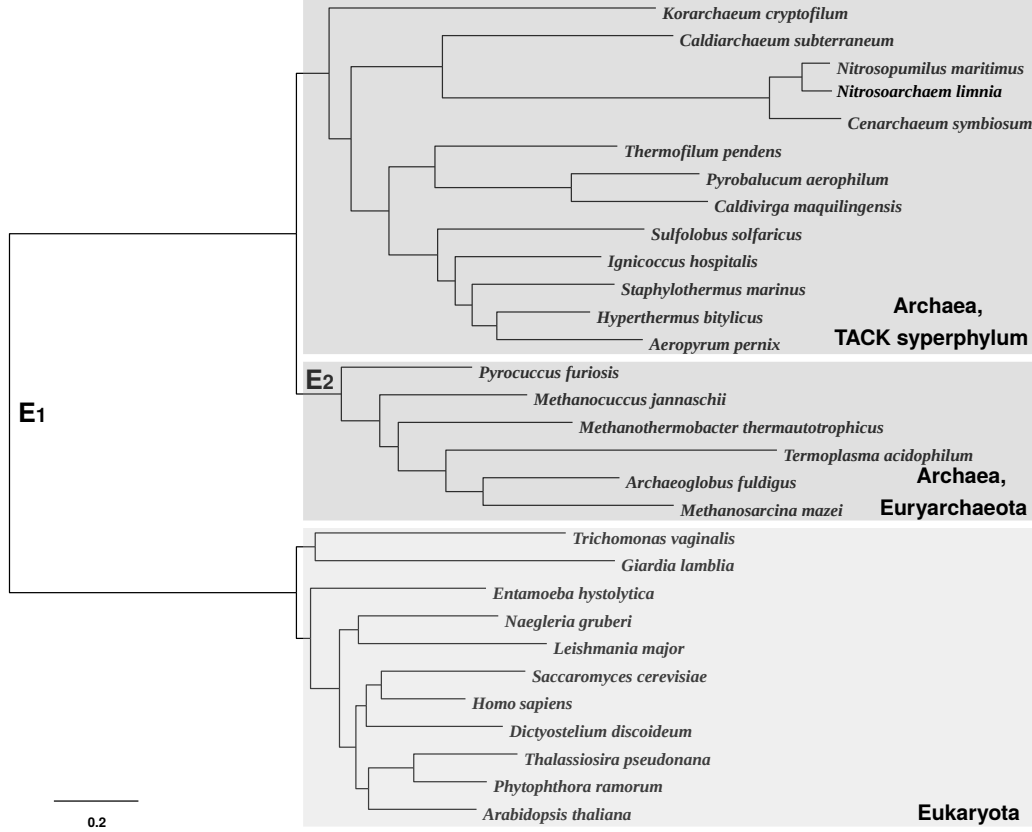 Korarchaeum cryptofilum
Caldiarchaeum subterraneum
Nitrosopumilus maritimus
Nitrosoarchaem limnia
Cenarchaeum symbiosum
Thermofilum pendens
Pyrobalucum aerophilum
Caldivirga maquilingensis
Sulfolobus solfaricus
Ignicoccus hospitalis
Staphylothermus marinus
Archaea,
Hyperthermus bitylicus
TACK syperphylum
Aeropyrum pernix
E2
Pyrocuccus furiosis
Methanocuccus jannaschii
E1
Methanothermobacter thermautotrophicus
Termoplasma acidophilum
Archaea,
Archaeoglobus fuldigus
Euryarchaeota
Methanosarcina mazei
Trichomonas vaginalis
Giardia lamblia
Entamoeba hystolytica
Naegleria gruberi
Leishmania major
Saccaromyces cerevisiae
Homo sapiens
Dictyostelium discoideum
Thalassiosira pseudonana
Phytophthora ramorum
Arabidopsis thaliana
Eukaryota
0.2